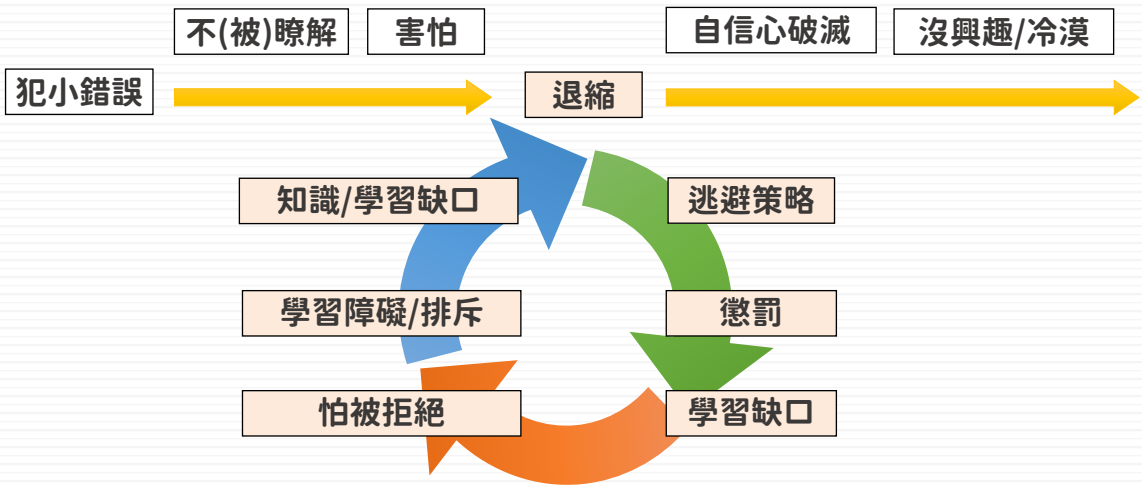 不(被)瞭解
害怕
自信心破滅
沒興趣/冷漠
犯小錯誤
退縮
知識/學習缺口
逃避策略
學習障礙/排斥
懲罰
怕被拒絕
學習缺口